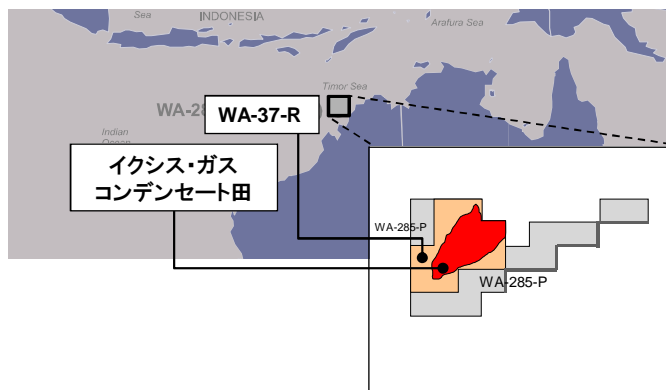 Sea
INDONESIA
Arafura Sea
Timor Sea
WA-28
WA-37-R
Indian
Ocean
イクシス・ガス
コンデンセート田
WA-285-P
WA-285-P